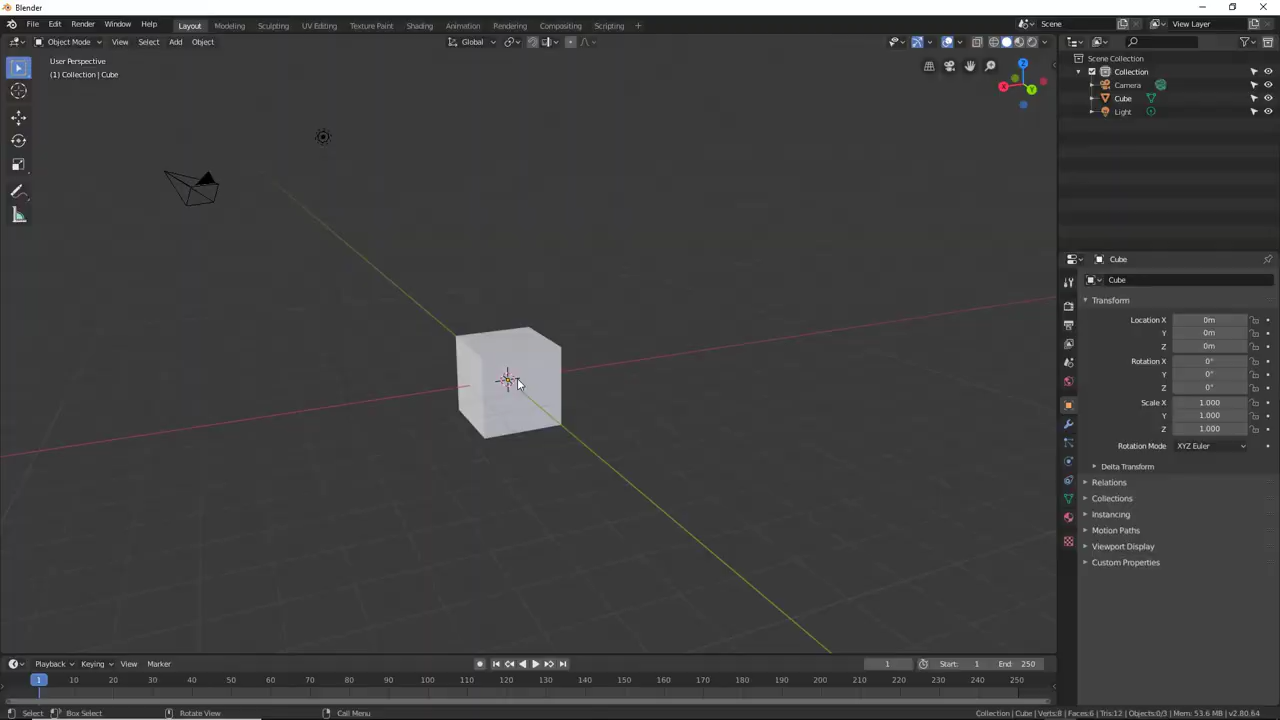 Blender
File Edit Render Window Help Layout Modeling Sculpting UV Editing Texture Paint Shading Animation Rendering Compositing Scripting + Scene View Layer
Object Mode View Select Add Object Global
User Perspective
(1) Collection | Cube
Z
X
Y
Scene Collection
Collection
Camera
Cube
Light
Cube
Cube
Transform
Location X 0m
Y 0m
Z 0m
Rotation X 0°
Y 0°
Z 0°
Scale X 1.000
Y 1.000
Z 1.000
Rotation Mode XYZ Euler
Delta Transform
Relations
Collections
Instancing
Motion Paths
Viewport Display
Custom Properties
Playback Keying View Marker 1 Start: 1 End: 250
1 10 20 30 40 50 60 70 80 90 100 110 120 130 140 150 160 170 180 190 200 210 220 230 240 250
Select Box Select Rotate View Call Menu Collection | Cube | Verts:8 | Faces:6 | Tris:12 | Objects:0/3 | Mem: 53.6 MB | v2.80.64